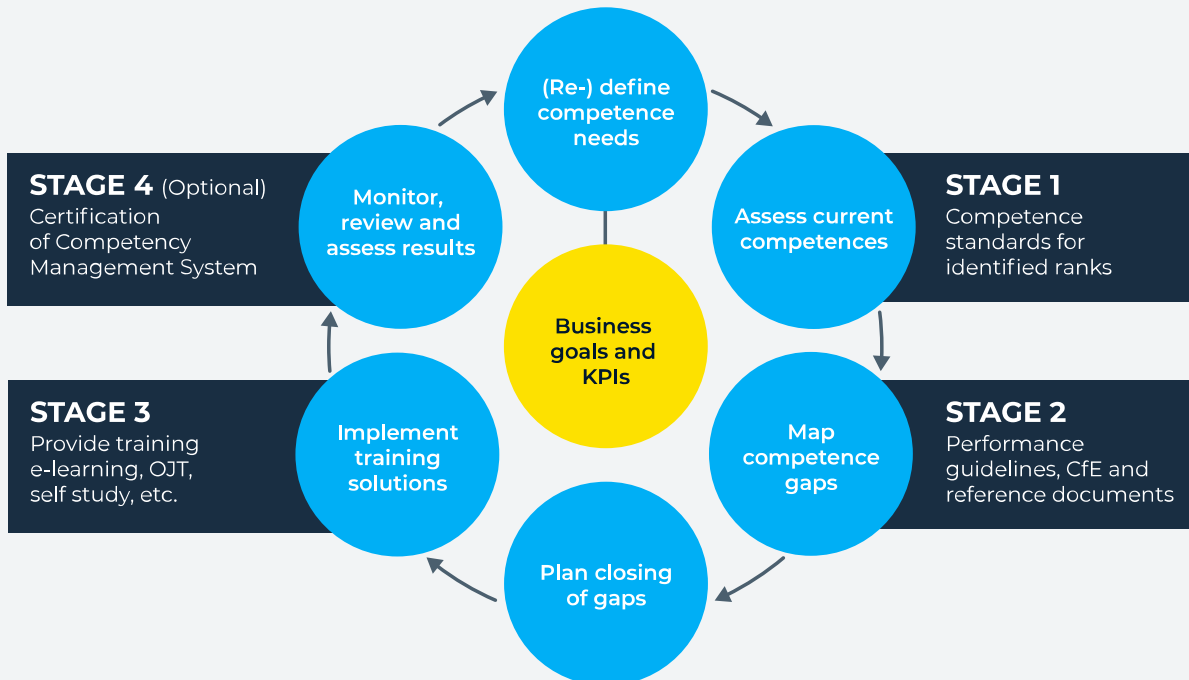 (Re-) define
competence
needs
Assess current
competences
STAGE 1
Competence
standards for
identified ranks
Map
competence
gaps
STAGE 2
Performance
guidelines, CfE and
reference documents
Plan closing
of gaps
Implement
training
solutions
STAGE 3
Provide training
e-learning, OJT,
self study, etc.
Monitor,
review and
assess results
STAGE 4 (Optional)
Certification
of Competency
Management System
Business
goals and
KPIs